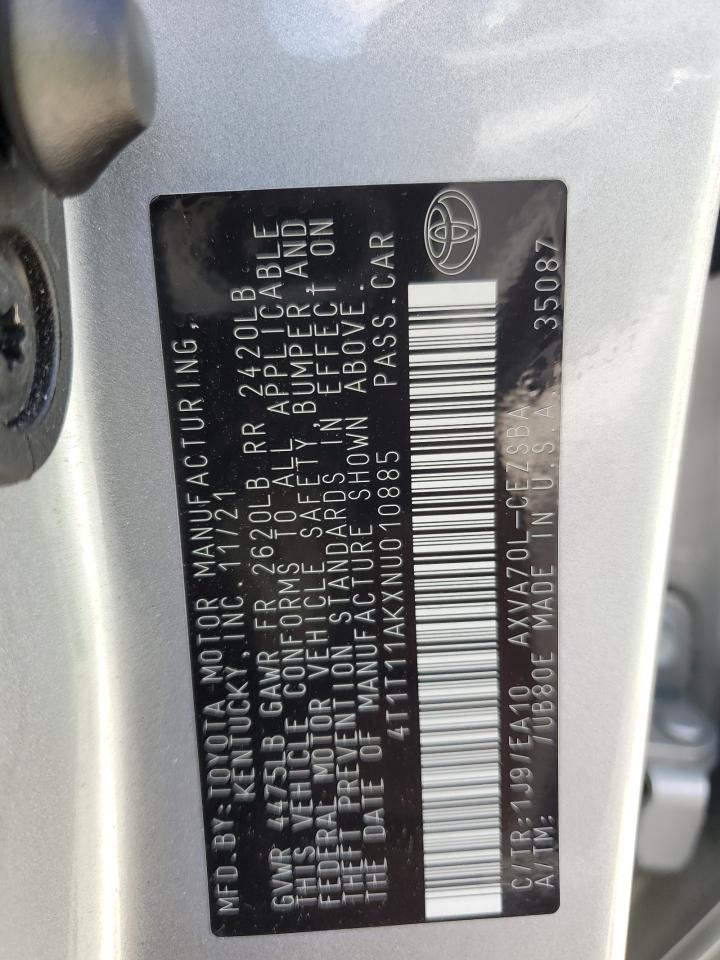 MFD.BY:TOYOTA MOTOR MANUFACTURING,
KENTUCKY, INC. 11/21
GVWR 4475LB GAWR FR 2620LB RR 2420LB
THIS VEHICLE CONFORMS TO ALL APPLICABLE
FEDERAL MOTOR VEHICLE SAFETY, BUMPER, AND
THEFT PREVENTION STANDARDS IN EFFECT ON
THE DATE OF MANUFACTURE SHOWN ABOVE.
4T1T11AKXNU010885 PASS.CAR
C/TR:1J9/EA10 AXVA70L-CEZSBA
A/TM: /UB80E MADE IN U.S.A. 35087